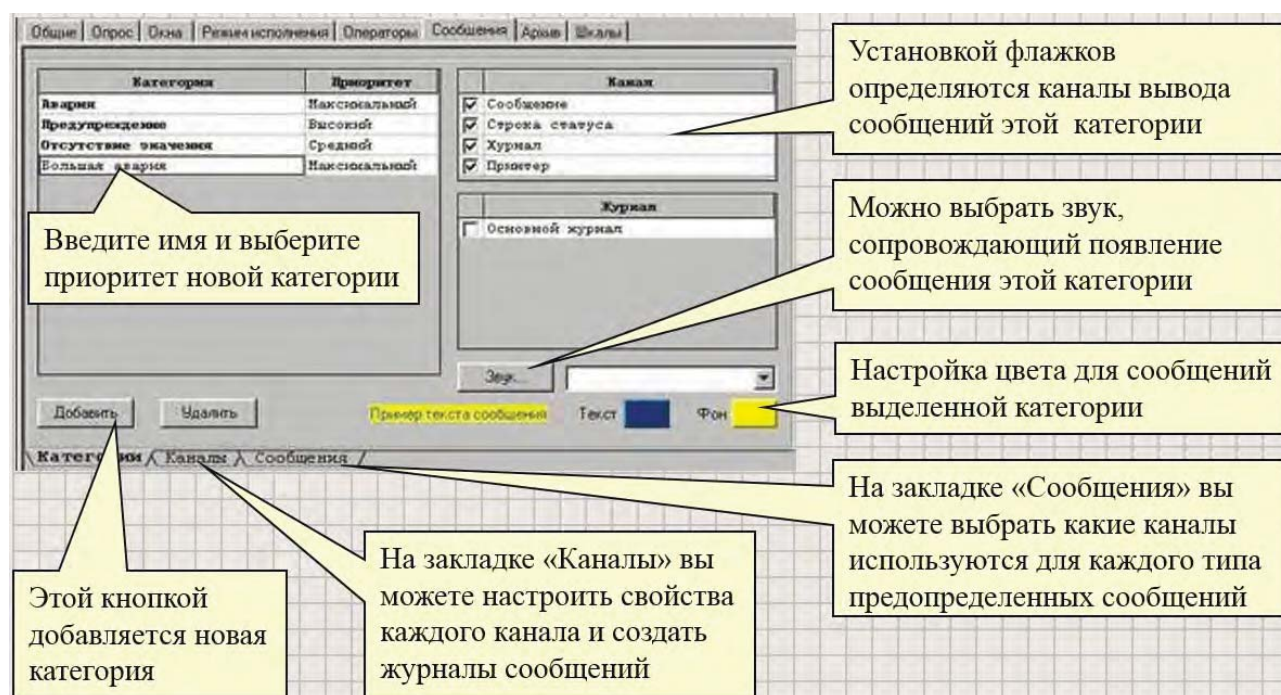 Общие Опрос Окна Режим исполнения Операторы Сообщения Архив Шкалы
Категория Приоритет
Авария Максимальный
Предупреждение Высокий
Отсутствие значения Средний
Большая авария Максимальный
Канал
Сообщение
Строка статуса
Журнал
Принтер
Журнал
Основной журнал
Звук...
Добавить Удалить Пример текста сообщения Текст Фон
Категории Каналы Сообщения
Введите имя и выберите
приоритет новой категории
Установкой флажков
определяются каналы вывода
сообщений этой категории
Можно выбрать звук,
сопровождающий появление
сообщения этой категории
Настройка цвета для сообщений
выделенной категории
На закладке «Сообщения» вы
можете выбрать какие каналы
используются для каждого типа
предопределенных сообщений
На закладке «Каналы» вы
можете настроить свойства
каждого канала и создать
журналы сообщений
Этой кнопкой
добавляется новая
категория